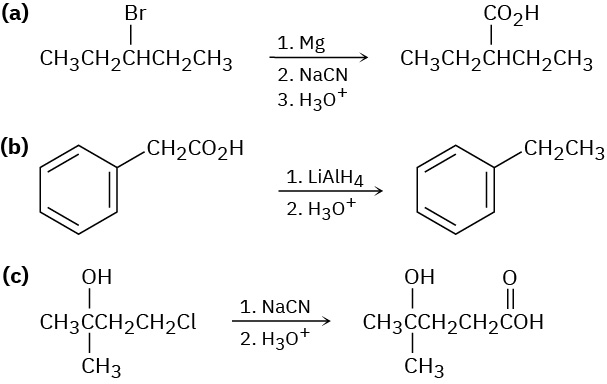 (a)
Br
CH₃CH₂CHCH₂CH₃
1. Mg
2. NaCN
3. H₃O⁺
CO₂H
CH₃CH₂CHCH₂CH₃
(b)
CH₂CO₂H
1. LiAlH₄
2. H₃O⁺
CH₂CH₃
(c)
OH
CH₃CCH₂CH₂Cl
CH₃
1. NaCN
2. H₃O⁺
OH O
CH₃CCH₂CH₂COH
CH₃